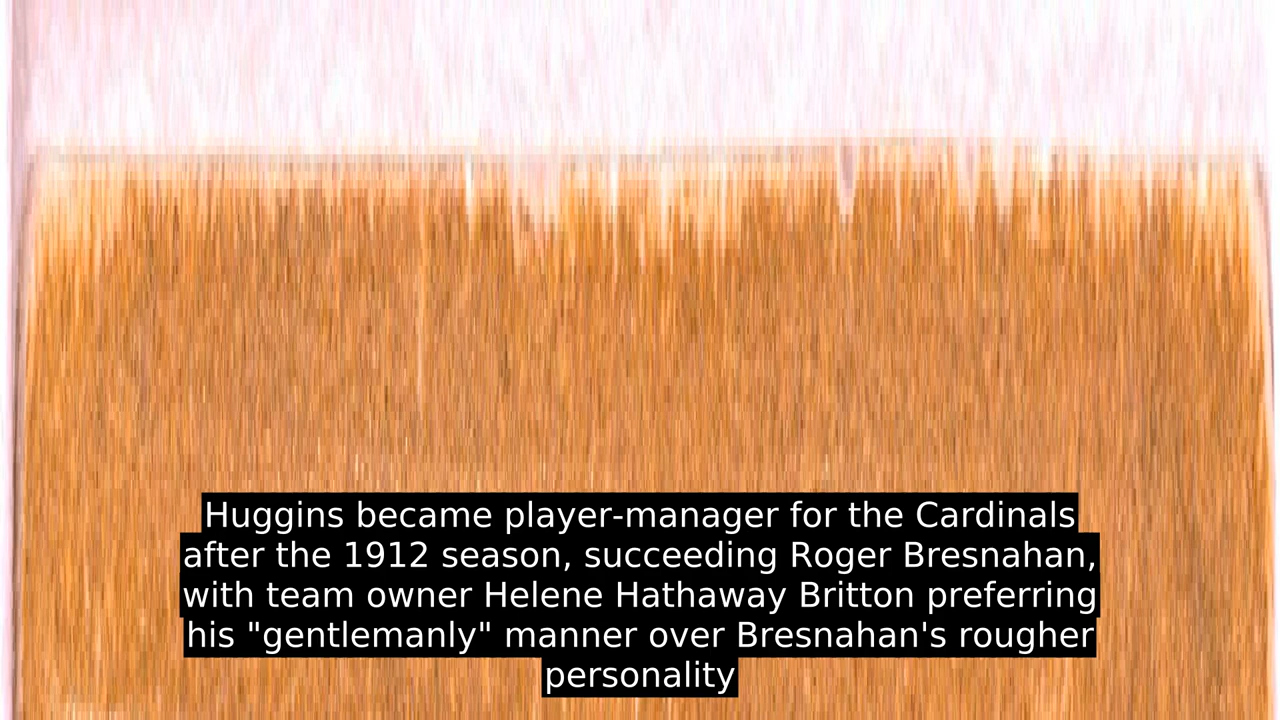 Huggins became player-manager for the Cardinals
after the 1912 season, succeeding Roger Bresnahan,
with team owner Helene Hathaway Britton preferring
his "gentlemanly" manner over Bresnahan's rougher
personality